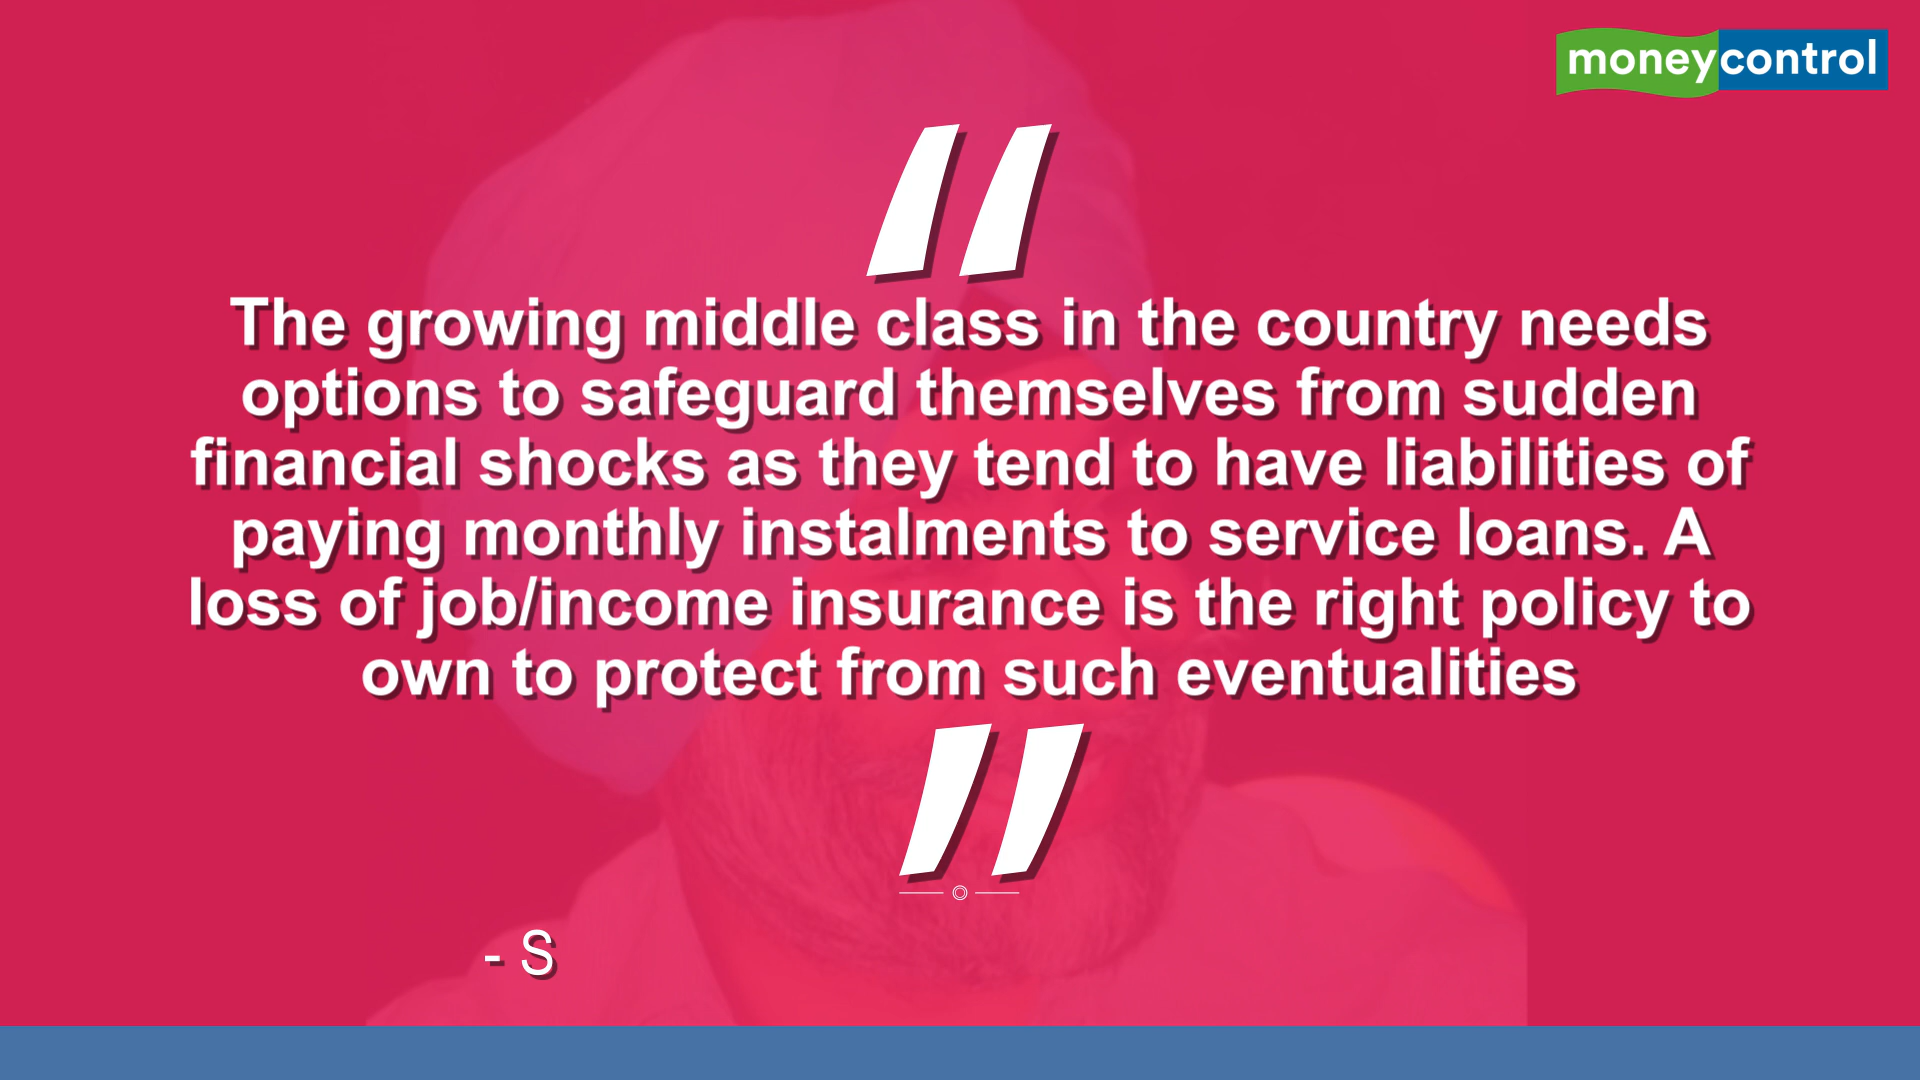 moneycontrol
“
The growing middle class in the country needs
options to safeguard themselves from sudden
financial shocks as they tend to have liabilities of
paying monthly instalments to service loans. A
loss of job/income insurance is the right policy to
own to protect from such eventualities
”
- S